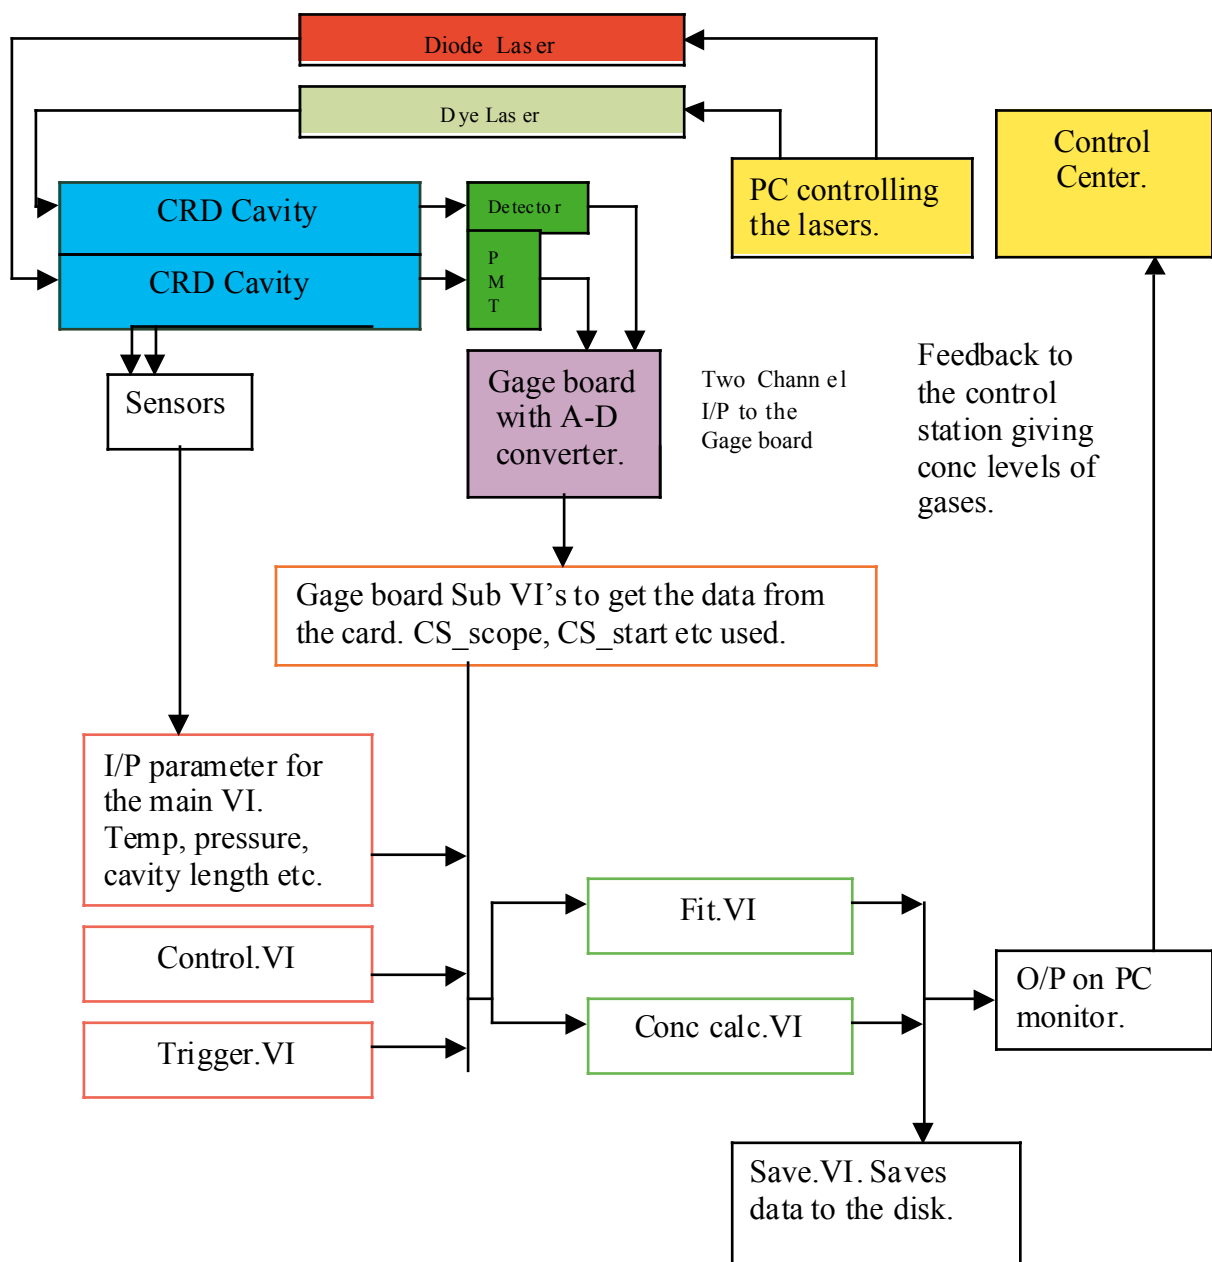 Diode Laser
Dye Laser
Control
Center.
PC controlling
the lasers.
CRD Cavity
Detector
CRD Cavity
P
M
T
Sensors
Gage board
with A-D
converter.
Two Channel
I/P to the
Gage board
Feedback to
the control
station giving
conc levels of
gases.
Gage board Sub VI’s to get the data from
the card. CS_scope, CS_start etc used.
I/P parameter for
the main VI.
Temp, pressure,
cavity length etc.
Fit.VI
Control.VI
O/P on PC
monitor.
Conc calc.VI
Trigger.VI
Save.VI. Saves
data to the disk.